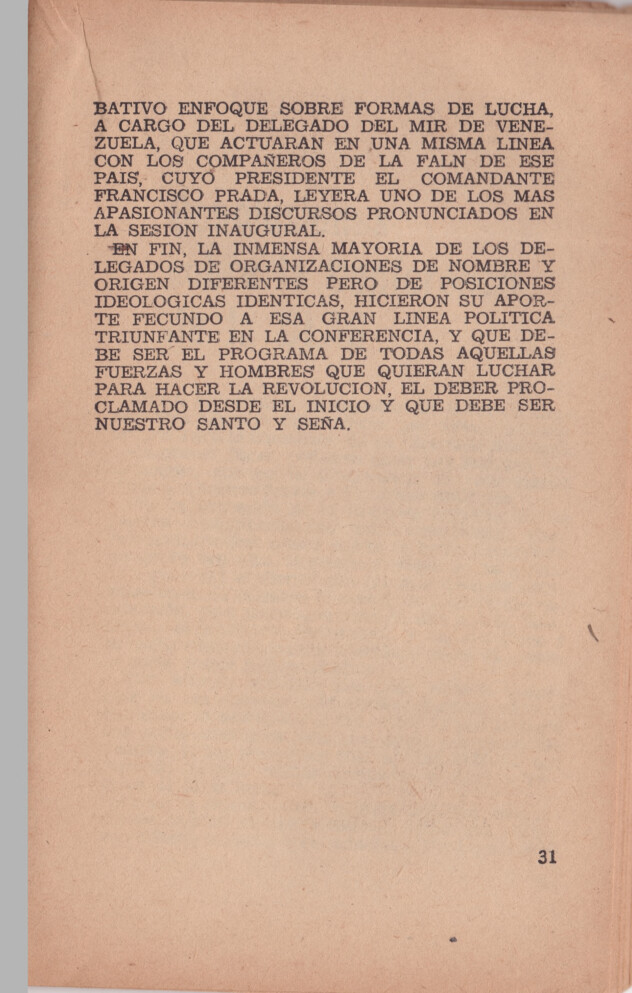 BATIVO ENFOQUE SOBRE FORMAS DE LUCHA,
A CARGO DEL DELEGADO DEL MIR DE VENE-
ZUELA, QUE ACTUARAN EN UNA MISMA LINEA
CON LOS COMPAÑEROS DE LA FALN DE ESE
PAIS, CUYO PRESIDENTE EL COMANDANTE
FRANCISCO PRADA, LEYERA UNO DE LOS MAS
APASIONANTES DISCURSOS PRONUNCIADOS EN
LA SESION INAUGURAL.
EN FIN, LA INMENSA MAYORIA DE LOS DE-
LEGADOS DE ORGANIZACIONES DE NOMBRE Y
ORIGEN DIFERENTES PERO DE POSICIONES
IDEOLOGICAS IDENTICAS, HICIERON SU APOR-
TE FECUNDO A ESA GRAN LINEA POLITICA
TRIUNFANTE EN LA CONFERENCIA, Y QUE DE-
BE SER EL PROGRAMA DE TODAS AQUELLAS
FUERZAS Y HOMBRES QUE QUIERAN LUCHAR
PARA HACER LA REVOLUCION, EL DEBER PRO-
CLAMADO DESDE EL INICIO Y QUE DEBE SER
NUESTRO SANTO Y SEÑA.
31